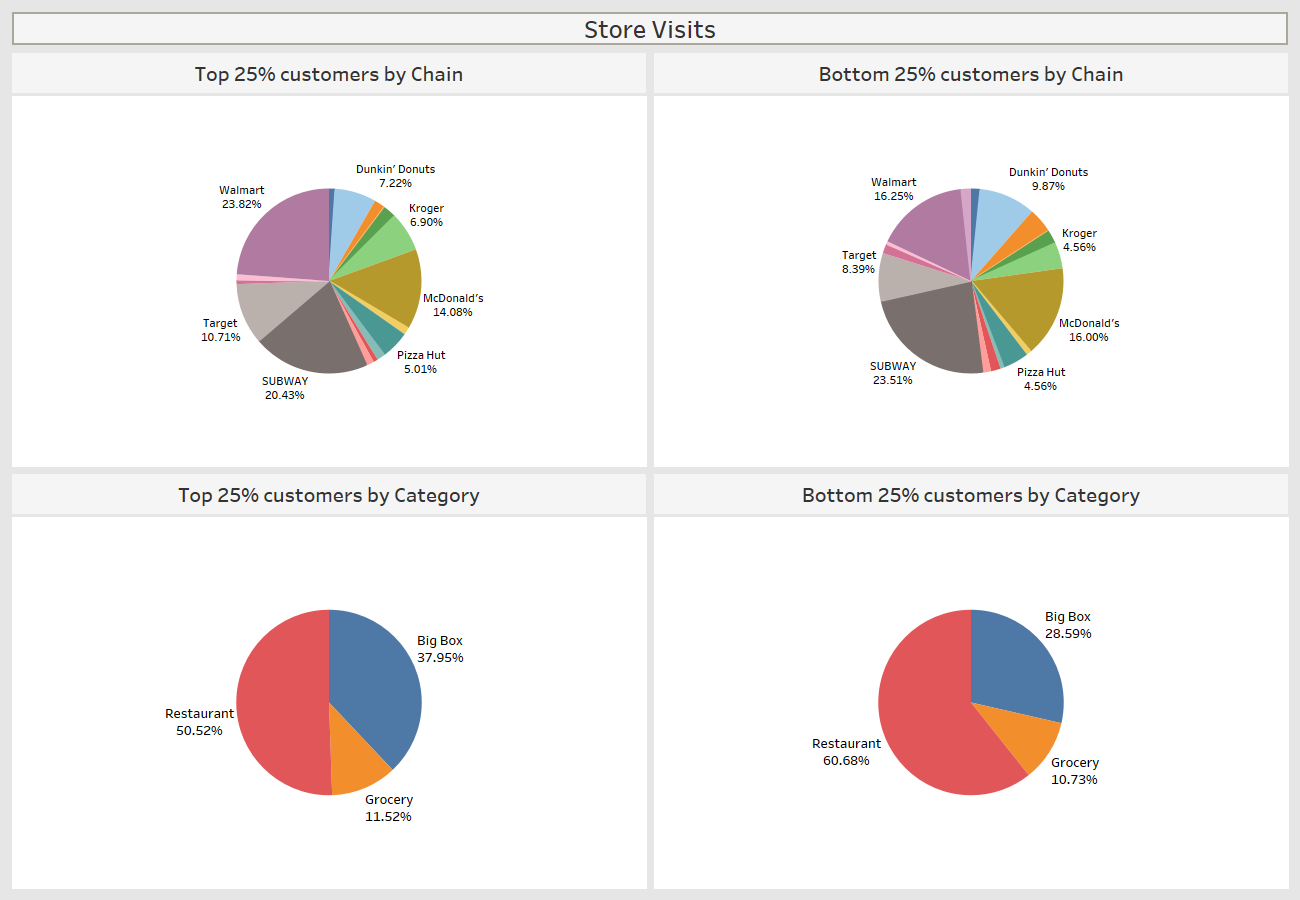 Store Visits
Top 25% customers by Chain
Dunkin’ Donuts
7.22%
Walmart
23.82%
Kroger
6.90%
McDonald’s
14.08%
Target
10.71%
Pizza Hut
5.01%
SUBWAY
20.43%
Bottom 25% customers by Chain
Dunkin’ Donuts
9.87%
Walmart
16.25%
Kroger
4.56%
Target
8.39%
McDonald’s
16.00%
SUBWAY
23.51%
Pizza Hut
4.56%
Top 25% customers by Category
Big Box
37.95%
Restaurant
50.52%
Grocery
11.52%
Bottom 25% customers by Category
Big Box
28.59%
Restaurant
60.68%
Grocery
10.73%